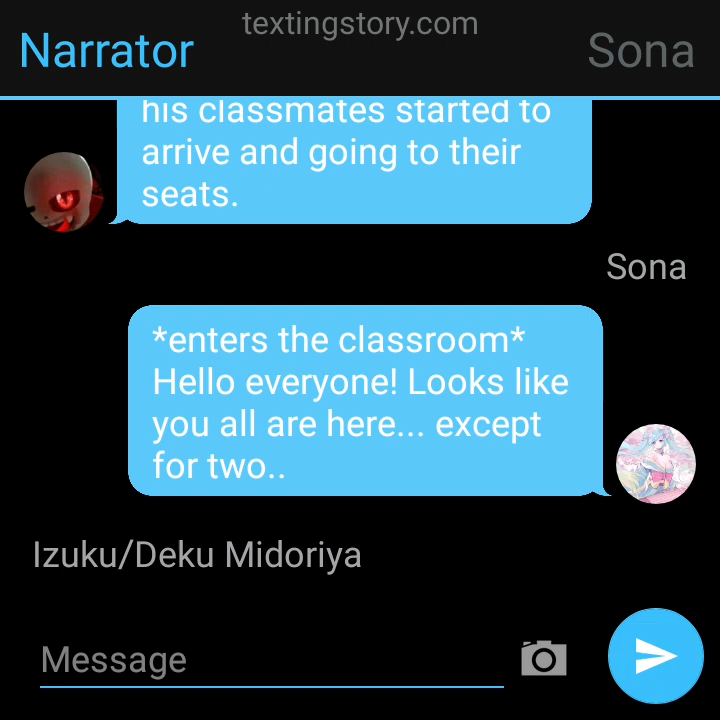 textingstory.com
Narrator
Sona
his classmates started to
arrive and going to their
seats.
Sona
*enters the classroom*
Hello everyone! Looks like
you all are here... except
for two..
Izuku/Deku Midoriya
Message